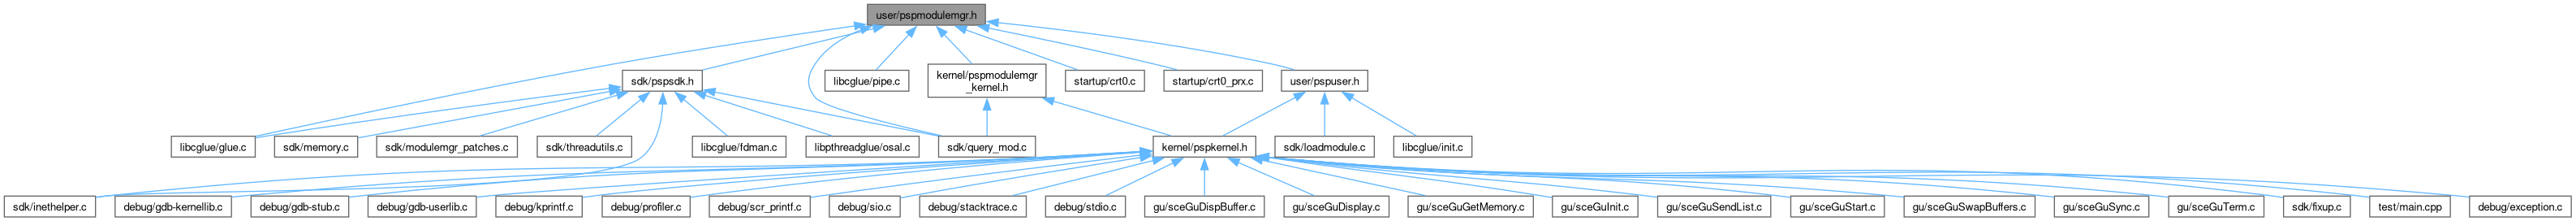 user/pspmodulemgr.h
sdk/pspsdk.h
libcglue/pipe.c
kernel/pspmodulemgr
_kernel.h
startup/crt0.c
startup/crt0_prx.c
user/pspuser.h
libcglue/glue.c
sdk/memory.c
sdk/modulemgr_patches.c
sdk/threadutils.c
libcglue/fdman.c
libpthreadglue/osal.c
sdk/query_mod.c
kernel/pspkernel.h
sdk/loadmodule.c
libcglue/init.c
sdk/inethelper.c
debug/gdb-kernellib.c
debug/gdb-stub.c
debug/gdb-userlib.c
debug/kprintf.c
debug/profiler.c
debug/scr_printf.c
debug/sio.c
debug/stacktrace.c
debug/stdio.c
gu/sceGuDispBuffer.c
gu/sceGuDisplay.c
gu/sceGuGetMemory.c
gu/sceGuInit.c
gu/sceGuSendList.c
gu/sceGuStart.c
gu/sceGuSwapBuffers.c
gu/sceGuSync.c
gu/sceGuTerm.c
sdk/fixup.c
test/main.cpp
debug/exception.c